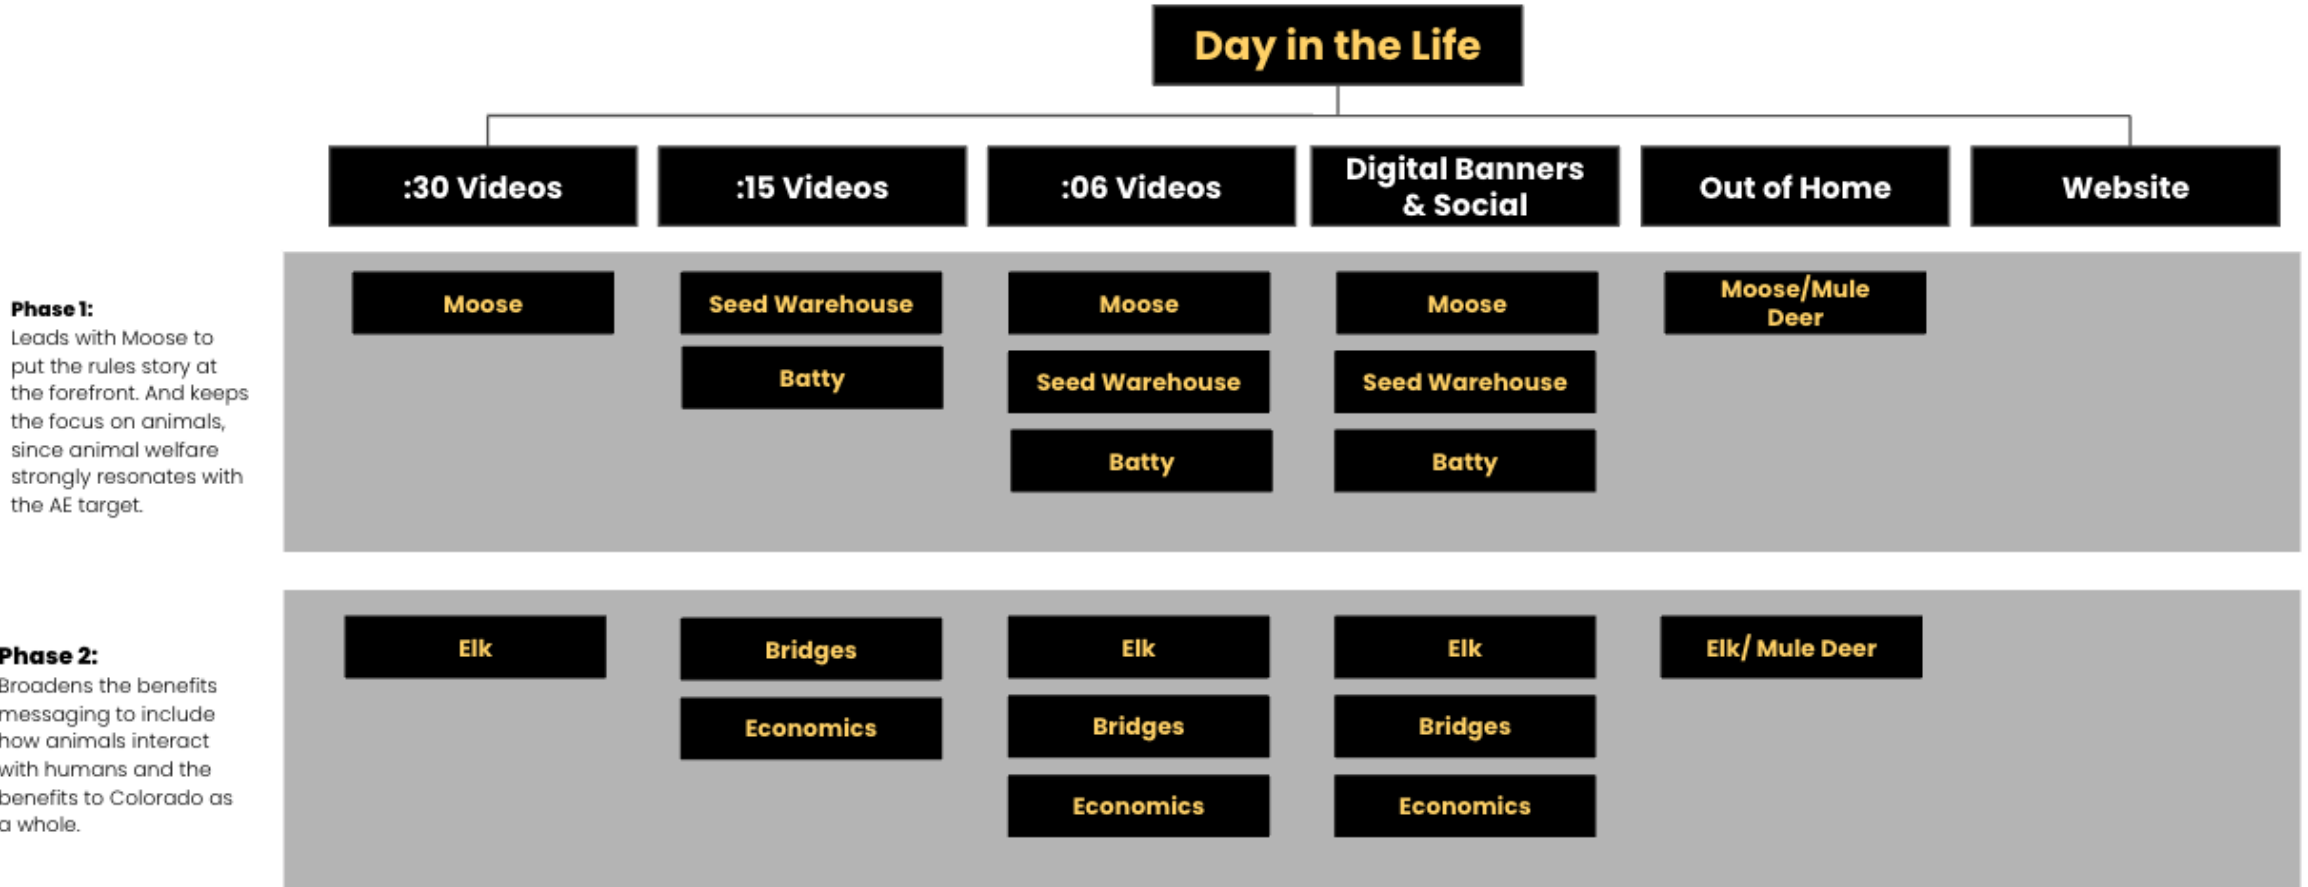 Day in the Life
:30 Videos
:15 Videos
:06 Videos
Digital Banners
& Social
Out of Home
Website
Phase 1:
Leads with Moose to
put the rules story at
the forefront. And keeps
the focus on animals,
since animal welfare
strongly resonates with
the AE target.
Moose
Seed Warehouse
Batty
Moose
Seed Warehouse
Batty
Moose
Seed Warehouse
Batty
Moose/Mule
Deer
Phase 2:
Broadens the benefits
messaging to include
how animals interact
with humans and the
benefits to Colorado as
a whole.
Elk
Bridges
Economics
Elk
Bridges
Economics
Elk
Bridges
Economics
Elk/ Mule Deer